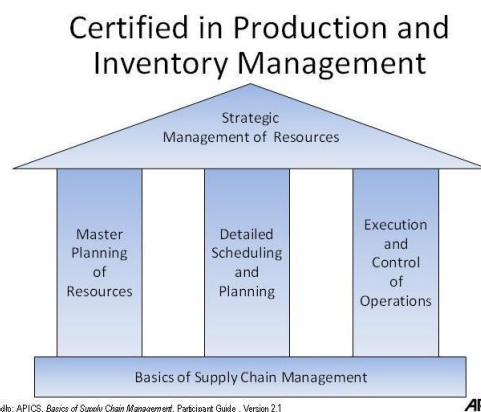 Certified in Production and
Inventory Management
Strategic
Management of Resources
Master
Planning
of
Resources
Detailed
Scheduling
and
Planning
Execution
and
Control
of
Operations
Basics of Supply Chain Management
APICS. Basics of Supply Chain Management. Participant Guide . Version 2.1